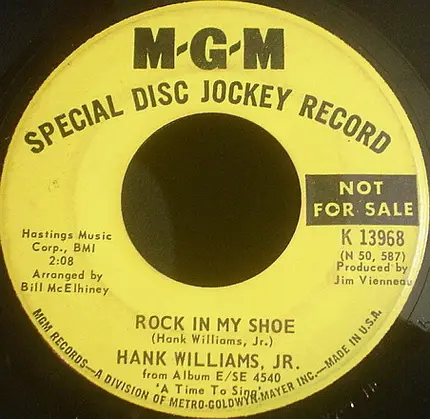 M-G-M
SPECIAL DISC JOCKEY RECORD
NOT
FOR SALE
Hastings Music
Corp., BMI
2:08
Arranged by
Bill McElhiney
K 13968
(N 50, 587)
Produced by
Jim Vienneau
ROCK IN MY SHOE
(Hank Williams, Jr.)
HANK WILLIAMS, JR.
from Album E/SE 4540
'A Time To Sing'
MGM RECORDS—A DIVISION OF METRO-GOLDWYN-MAYER INC.—MADE IN U.S.A.